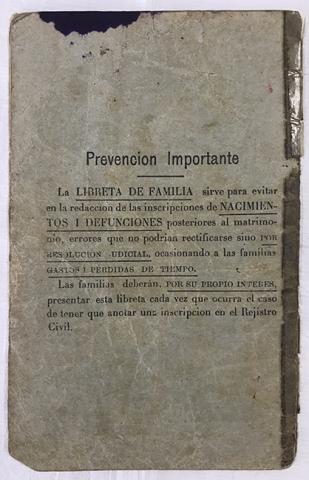 Prevencion Importante
La LIBRETA DE FAMILIA sirve para evitar
en la redaccion de las inscripciones de NACIMIEN-
TOS I DEFUNCIONES posteriores al matrimo-
nio, errores que no podrian rectificarse sino POR
RESOLUCION JUDICIAL, ocasionando a las familias
GASTOS I PERDIDAS DE TIEMPO.
Las familias deberán, POR SU PROPIO INTERES,
presentar esta libreta cada vez que ocurra el caso
de tener que anotar una inscripcion en el Rejistro
Civil.